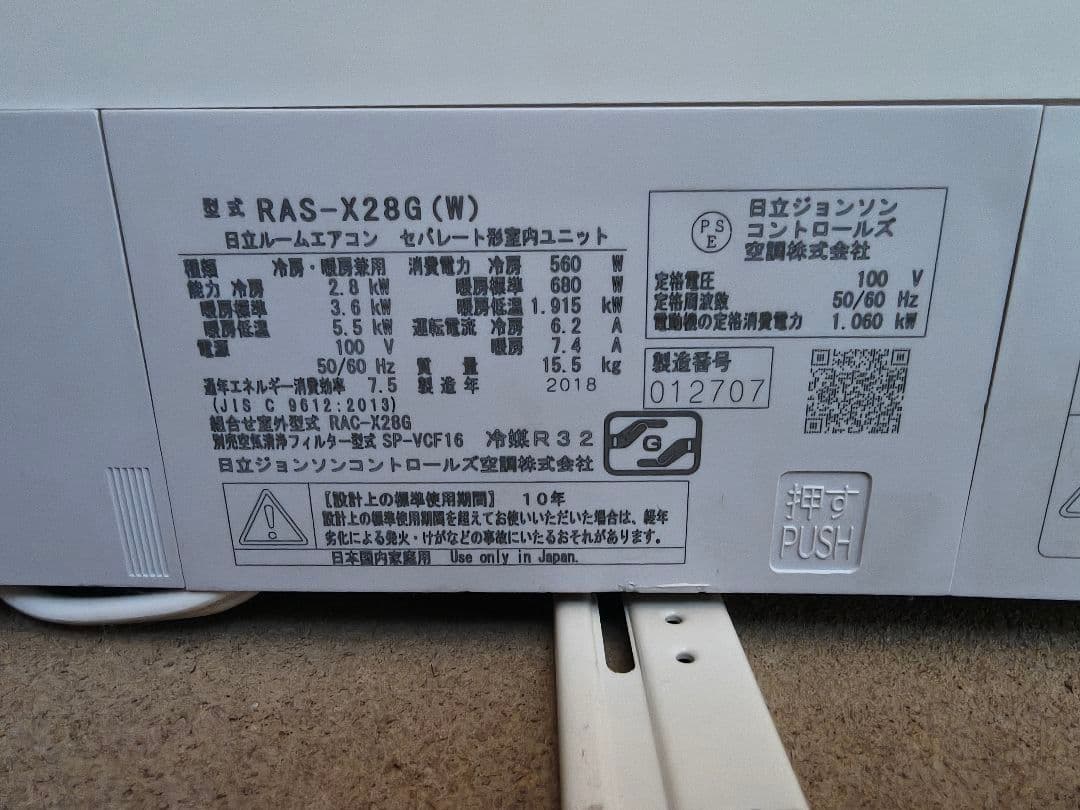 型式 RAS-X28G(W)
日立ルームエアコン セパレート形室内ユニット
種類 冷房・暖房兼用
能力 冷房 2.8 kW
暖房標準 3.6 kW
暖房低温 5.5 kW
電源 100 V
50/60 Hz
通年エネルギー消費効率 7.5
(JIS C 9612:2013)
消費電力 冷房 560 W
暖房標準 680 W
暖房低温 1.915 kW
運転電流 冷房 6.2 A
暖房 7.4 A
質量 15.5 kg
製造年 2018
組合せ室外型式 RAC-X28G
別売空気清浄フィルター型式 SP-VCF16 冷媒R32
日立ジョンソンコントロールズ空調株式会社
G
PS
E
日立ジョンソン
コントロールズ
空調株式会社
定格電圧 100 V
定格周波数 50/60 Hz
電動機の定格消費電力 1.060 kW
製造番号
012707
【設計上の標準使用期間】 10年
設計上の標準使用期間を超えてお使いいただいた場合は、経年
劣化による発火・けがなどの事故にいたるおそれがあります。
日本国内家庭用 Use only in Japan.
押す
PUSH